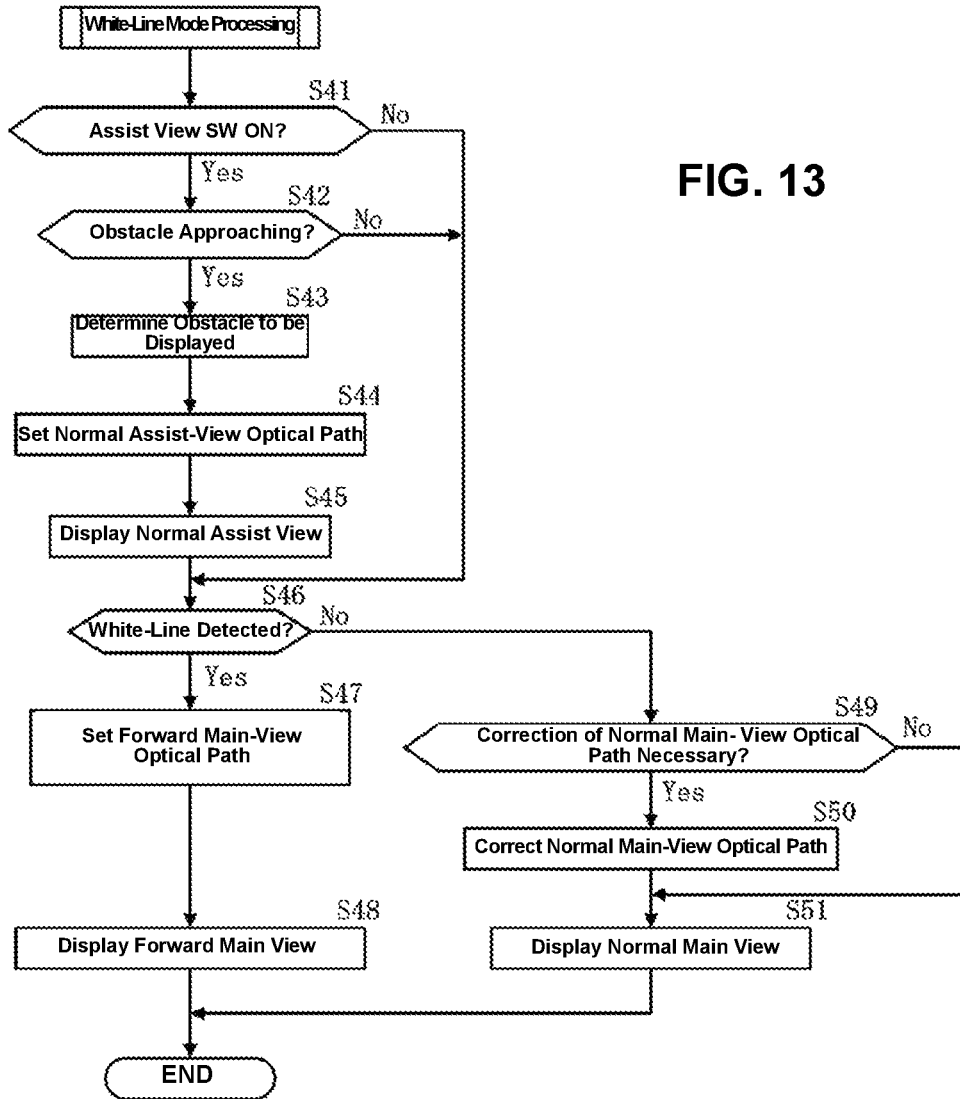 White-Line Mode Processing
S41
Assist View SW ON?
No
Yes
FIG. 13
S42
Obstacle Approaching?
No
Yes
S43
Determine Obstacle to be
Displayed
S44
Set Normal Assist-View Optical Path
S45
Display Normal Assist View
S46
White-Line Detected?
No
Yes
S47
Set Forward Main-View
Optical Path
S49
Correction of Normal Main- View Optical
Path Necessary?
No
Yes
S50
Correct Normal Main-View Optical Path
S48
Display Forward Main View
S51
Display Normal Main View
END